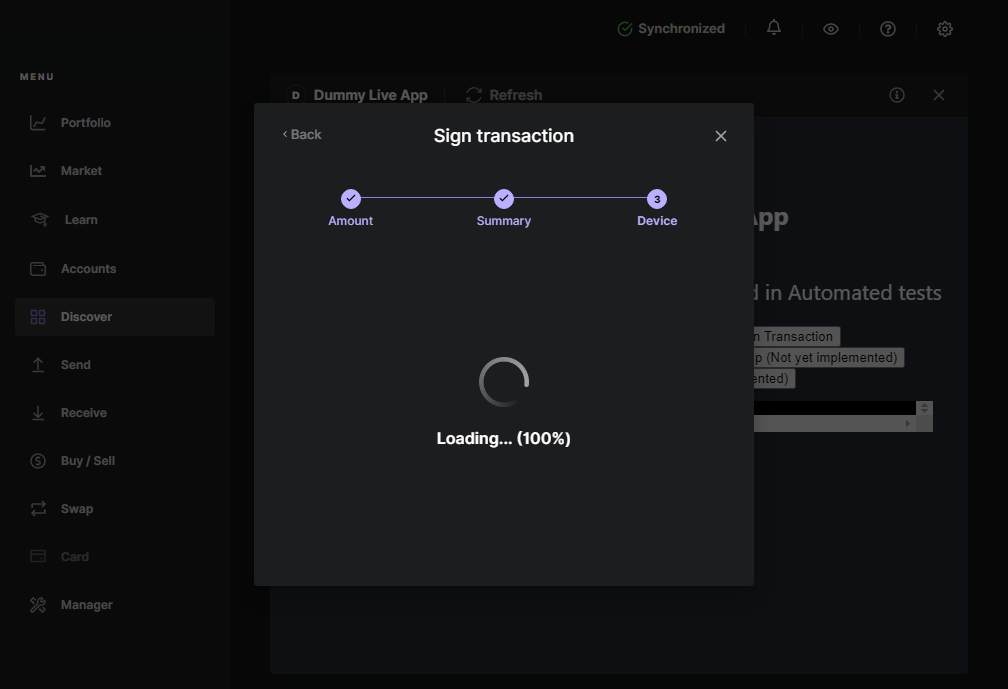 Synchronized
MENU
D Dummy Live App Refresh
Portfolio
Market
Learn
Accounts
Discover
Send
Receive
Buy / Sell
Swap
Card
Manager
Back Sign transaction
Amount Summary 3 Device
Loading... (100%)
App
in Automated tests
Transaction
(Not yet implemented)